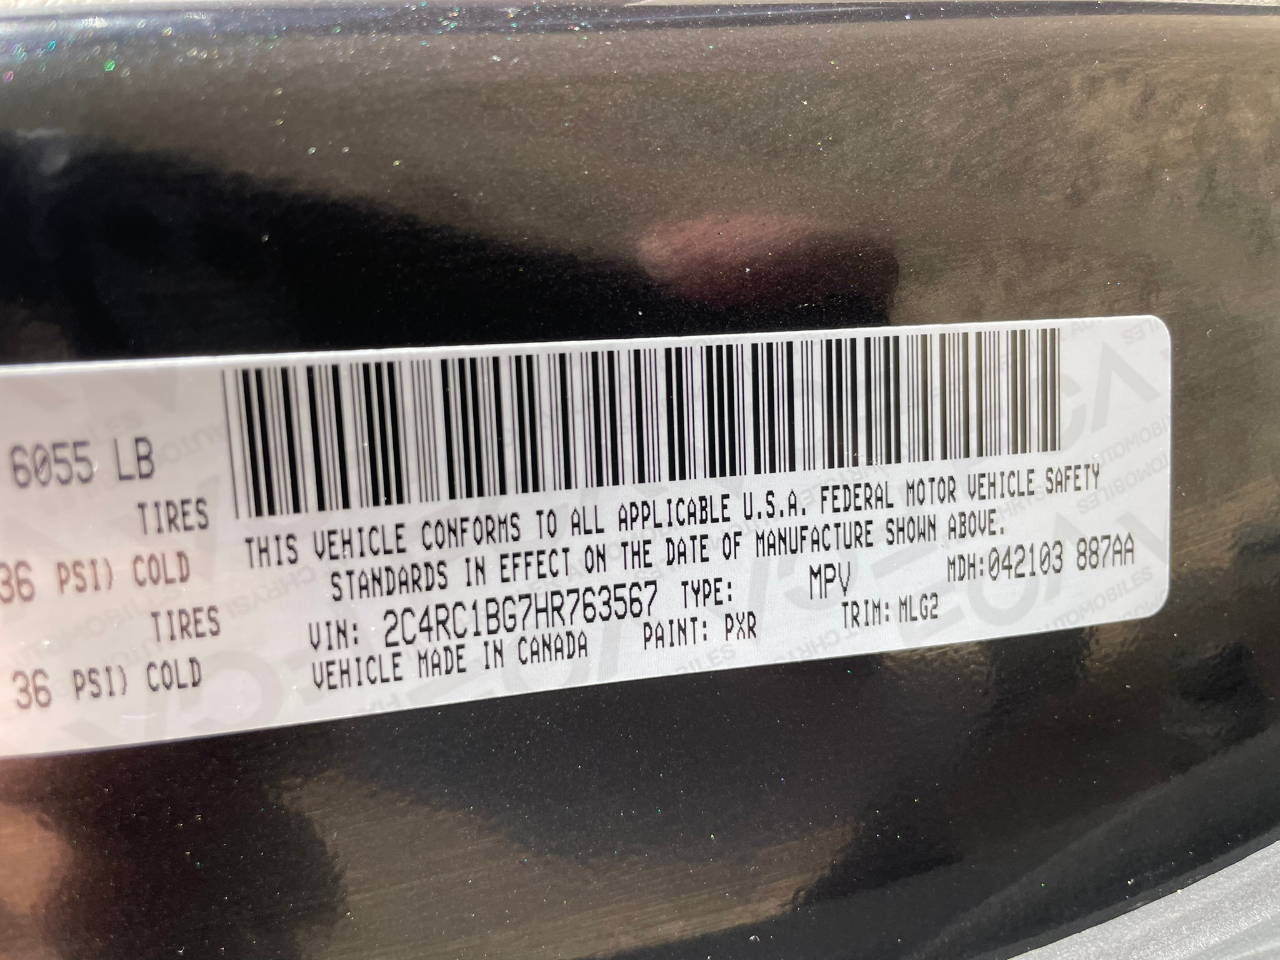 6055 LB
TIRES
36 PSI) COLD
TIRES
36 PSI) COLD
THIS VEHICLE CONFORMS TO ALL APPLICABLE U.S.A. FEDERAL MOTOR VEHICLE SAFETY
STANDARDS IN EFFECT ON THE DATE OF MANUFACTURE SHOWN ABOVE.
VIN: 2C4RC1BG7HR763567 TYPE: MPV MDH:042103 887AA
VEHICLE MADE IN CANADA PAINT: PXR TRIM: MLG2